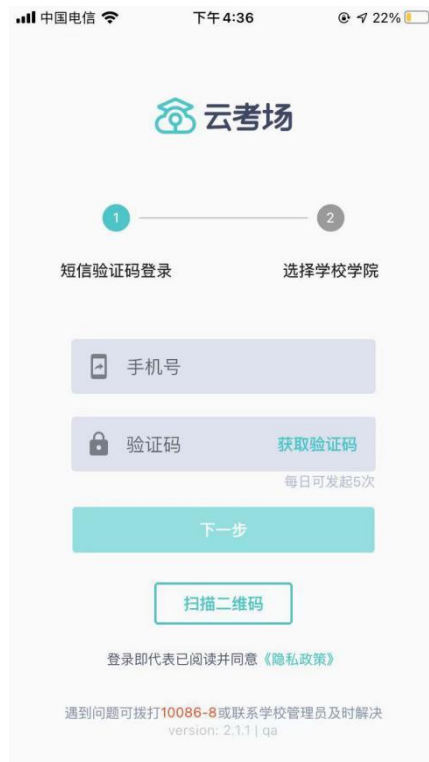 中国电信 下午4:36 22%
云考场
1 2
短信验证码登录 选择学校学院
手机号
验证码 获取验证码
每日可发起5次
下一步
扫描二维码
登录即代表已阅读并同意《隐私政策》
遇到问题可拨打10086-8或联系学校管理员及时解决
version: 2.1.1 | qa